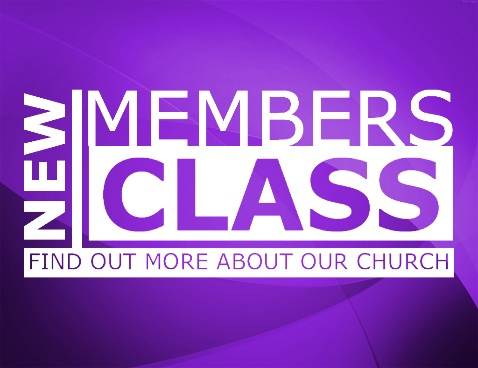 NEW
MEMBERS
CLASS
FIND OUT MORE ABOUT OUR CHURCH